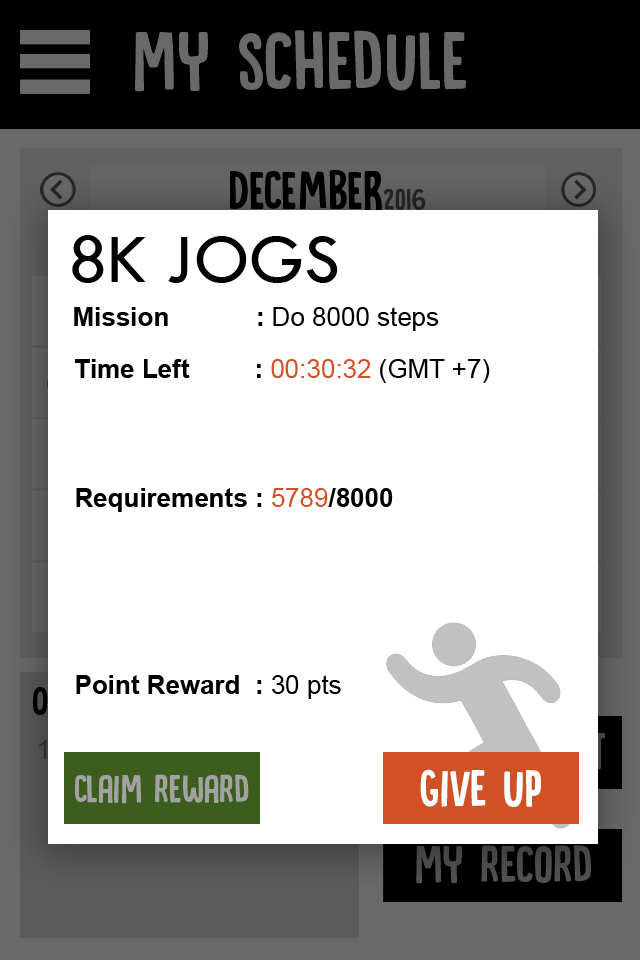 MY SCHEDULE
DECEMBER 2016
8K JOGS
Mission : Do 8000 steps
Time Left : 00:30:32 (GMT +7)
Requirements : 5789/8000
Point Reward : 30 pts
CLAIM REWARD
GIVE UP
MY RECORD